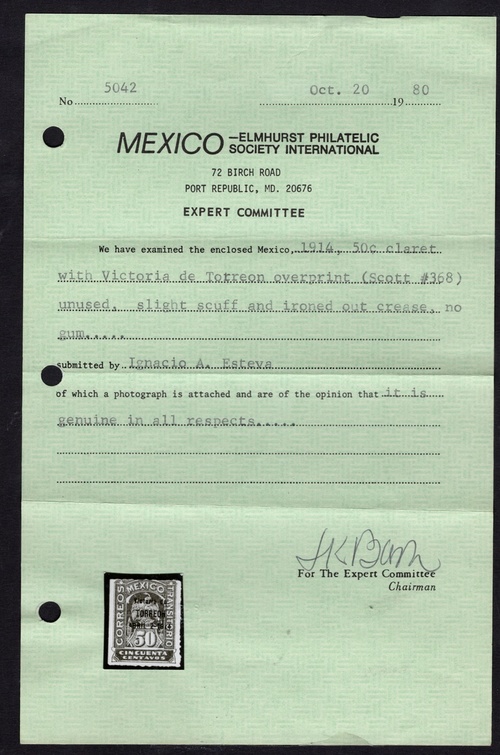 5042 Oct. 20 80
No. 19
MEXICO –ELMHURST PHILATELIC
SOCIETY INTERNATIONAL
72 BIRCH ROAD
PORT REPUBLIC, MD. 20676
EXPERT COMMITTEE
We have examined the enclosed Mexico, 1914, 50c claret
with Victoria de Torreon overprint (Scott #368)
unused, slight scuff and ironed out crease, no
gum.....
submitted by Ignacio A. Esteva
of which a photograph is attached and are of the opinion that it is
genuine in all respects.....
For The Expert Committee
Chairman
MEXICO
CORREOS
TRANSITORIO
TORREON
50
CINCUENTA
CENTAVOS